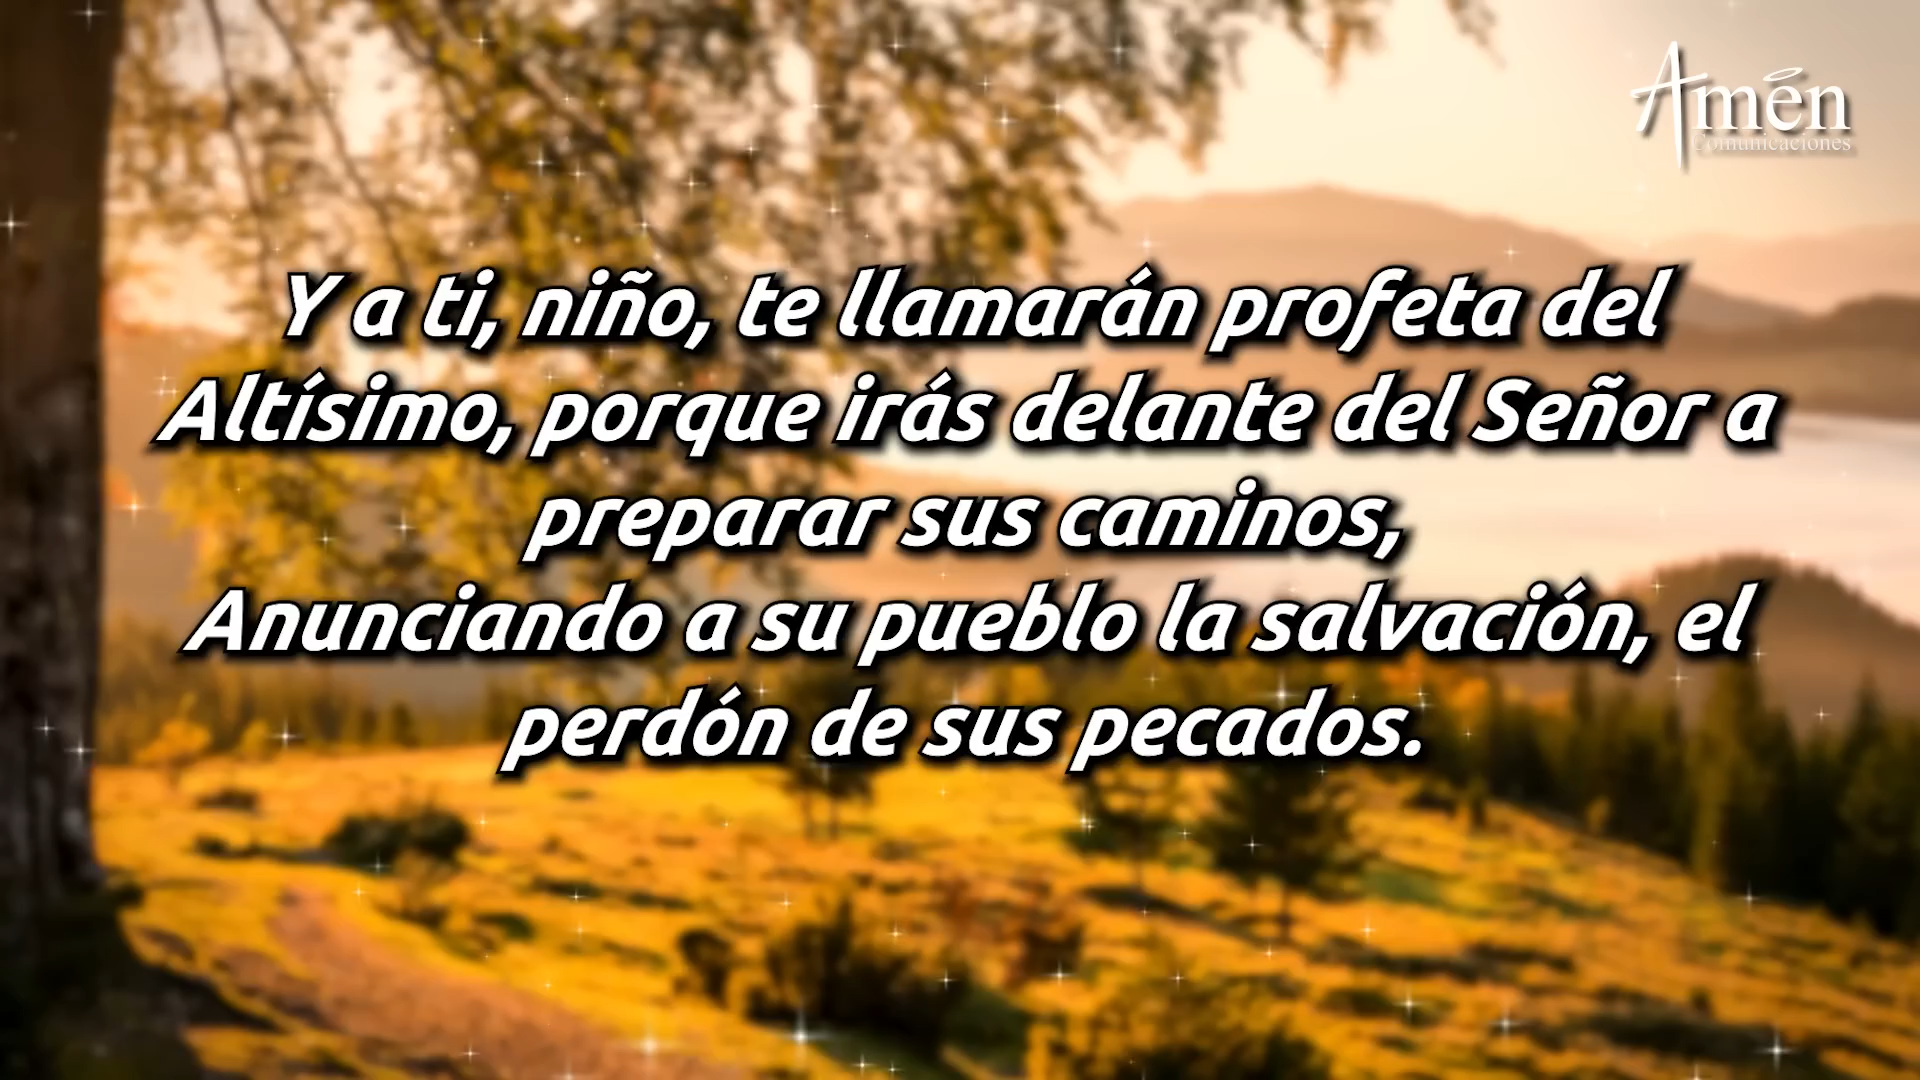 Amén
Comunicaciones
Y a ti, niño, te llamarán profeta del
Altísimo, porque irás delante del Señor a
preparar sus caminos,
Anunciando a su pueblo la salvación, el
perdón de sus pecados.